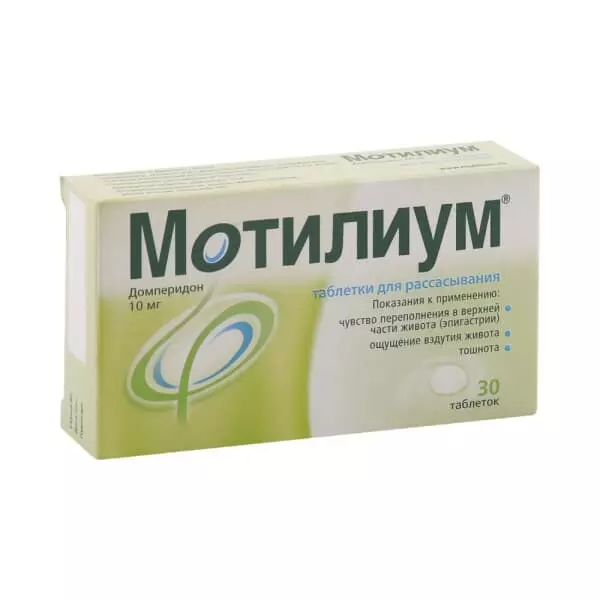 Мотилиум
Мотилиум®
Домперидон
10 мг
таблетки для рассасывания
Показания к применению:
чувство переполнения в верхней
части живота (эпигастрии)
ощущение вздутия живота
тошнота
30
таблеток